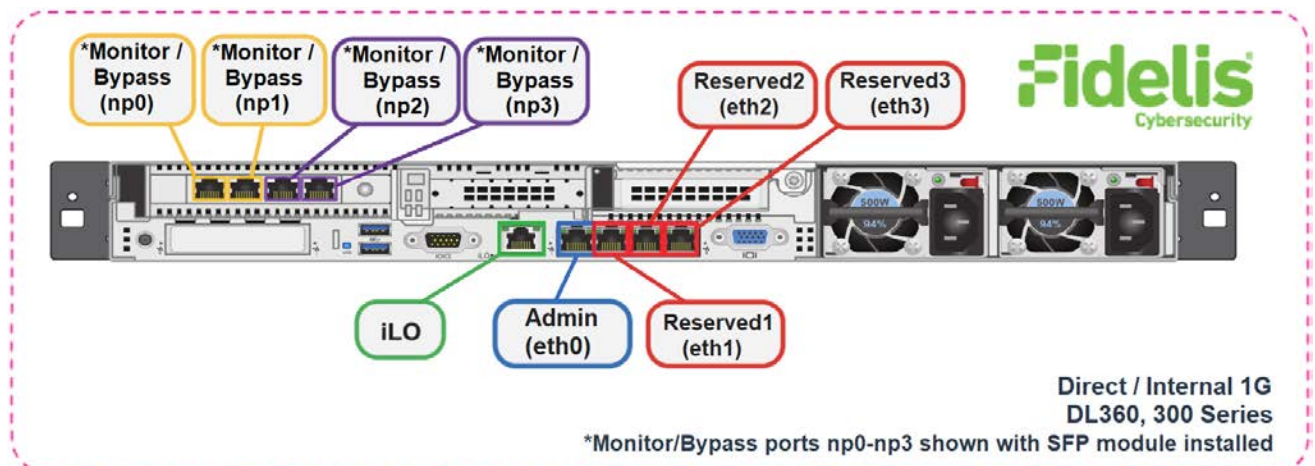 *Monitor /
Bypass
(np0)
*Monitor /
Bypass
(np1)
*Monitor /
Bypass
(np2)
*Monitor /
Bypass
(np3)
Reserved2
(eth2)
Reserved3
(eth3)
Fidelis
Cybersecurity
500W
94%
500W
94%
iLO
Admin
(eth0)
Reserved1
(eth1)
Direct / Internal 1G
DL360, 300 Series
*Monitor/Bypass ports np0-np3 shown with SFP module installed